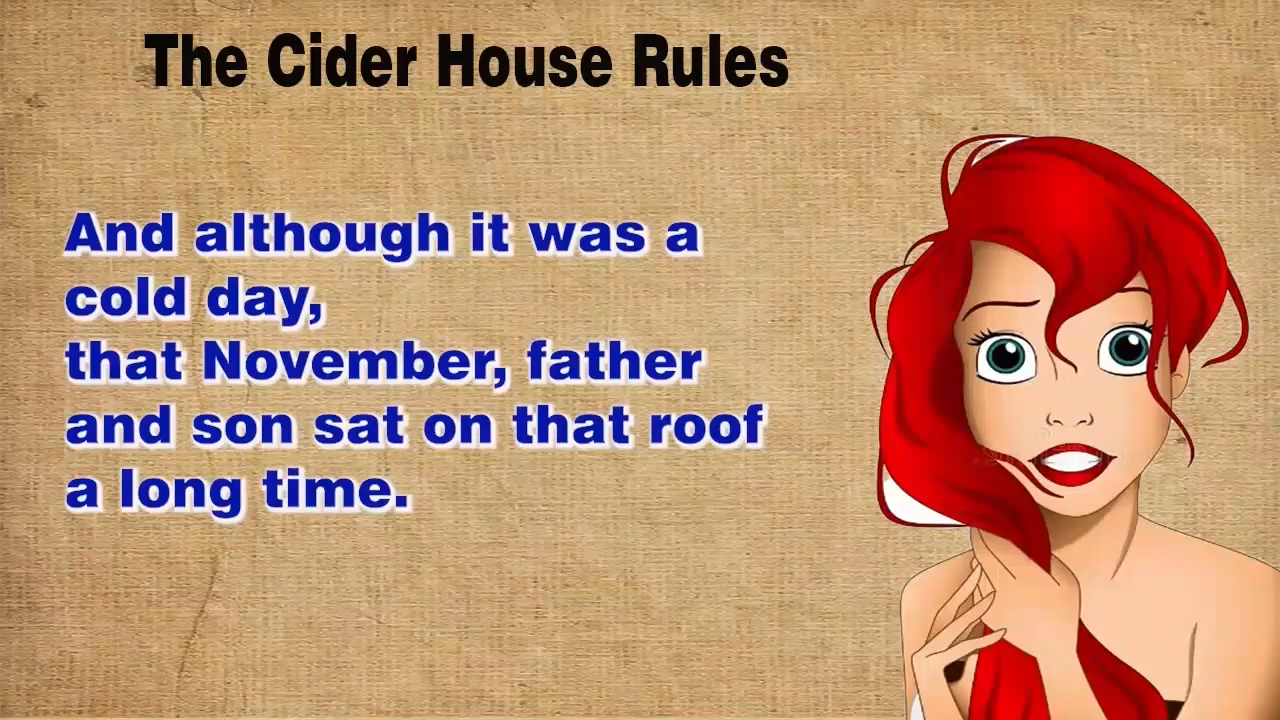 The Cider House Rules
And although it was a
cold day,
that November, father
and son sat on that roof
a long time.